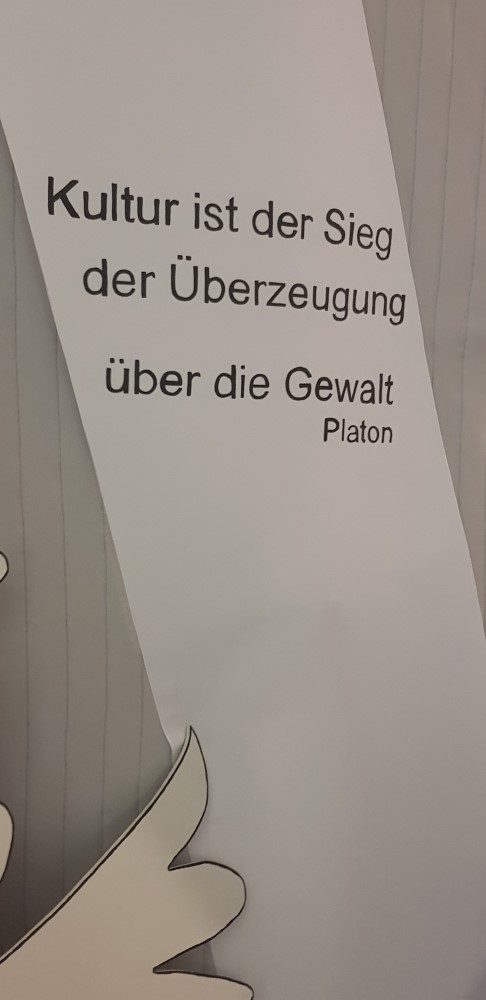 Kultur ist der Sieg
der Überzeugung
über die Gewalt
Platon